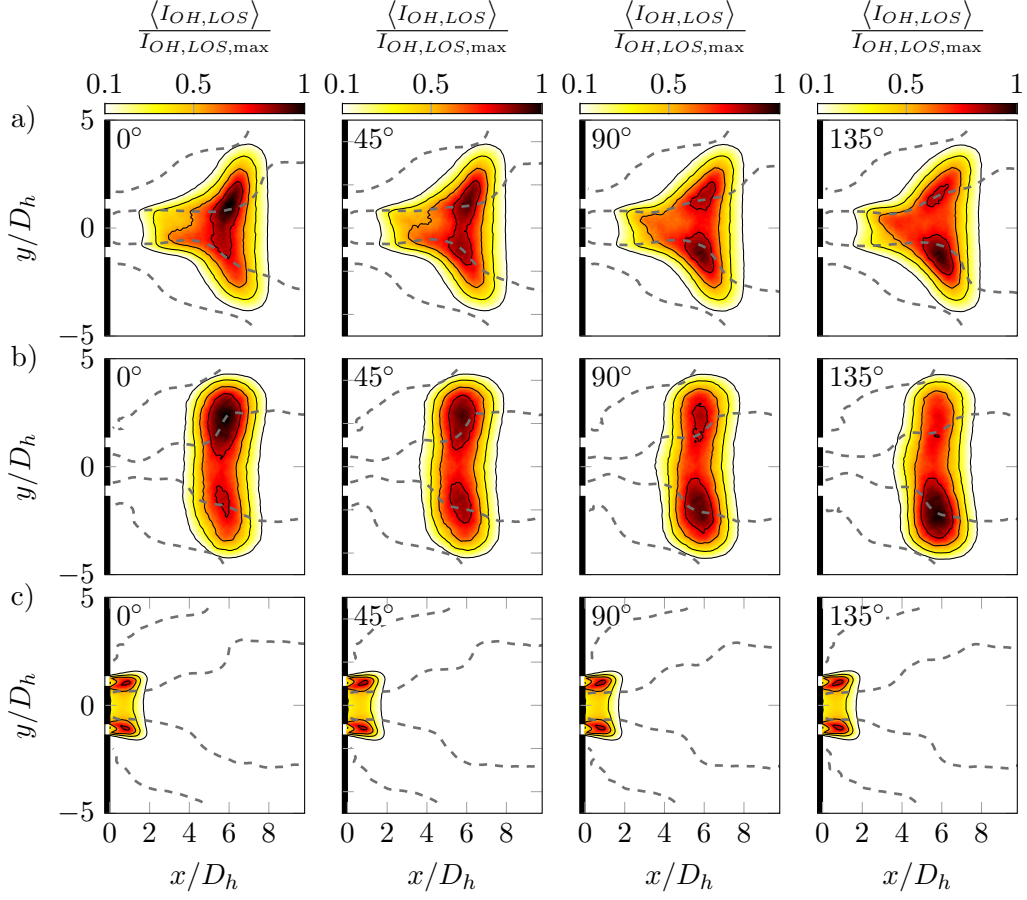 ⟨I_{OH,LOS}⟩ ⟨I_{OH,LOS}⟩ ⟨I_{OH,LOS}⟩ ⟨I_{OH,LOS}⟩
I_{OH,LOS,max} I_{OH,LOS,max} I_{OH,LOS,max} I_{OH,LOS,max}
0.1 0.5 1 0.1 0.5 1 0.1 0.5 1 0.1 0.5 1
a) 5 0° 45° 90° 135°
y/D_h 0
−5
b) 5 0° 45° 90° 135°
y/D_h 0
−5
c) 5 0° 45° 90° 135°
y/D_h 0
−5
0 2 4 6 8 0 2 4 6 8 0 2 4 6 8 0 2 4 6 8
x/D_h x/D_h x/D_h x/D_h